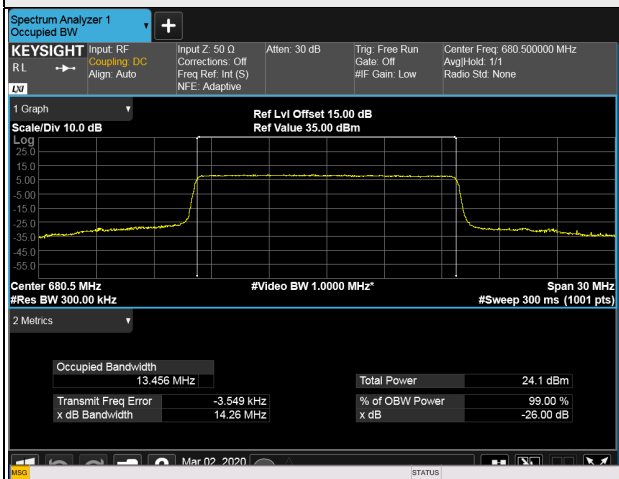 Spectrum Analyzer 1
Occupied BW
+
KEYSIGHT Input: RF Input Z: 50 Ω Atten: 30 dB Trig: Free Run Center Freq: 680.500000 MHz
RL Coupling: DC Corrections: Off Gate: Off Avg|Hold: 1/1
Align: Auto Freq Ref: Int (S) #IF Gain: Low Radio Std: None
LXI NFE: Adaptive
1 Graph
Ref Lvl Offset 15.00 dB
Scale/Div 10.0 dB Ref Value 35.00 dBm
Log
25.0
15.0
5.00
-5.00
-15.0
-25.0
-35.0
-45.0
-55.0
Center 680.5 MHz #Video BW 1.0000 MHz* Span 30 MHz
#Res BW 300.00 kHz #Sweep 300 ms (1001 pts)
2 Metrics
Occupied Bandwidth
13.456 MHz Total Power 24.1 dBm
Transmit Freq Error -3.549 kHz % of OBW Power 99.00 %
x dB Bandwidth 14.26 MHz x dB -26.00 dB
Mar 02, 2020
MSG STATUS